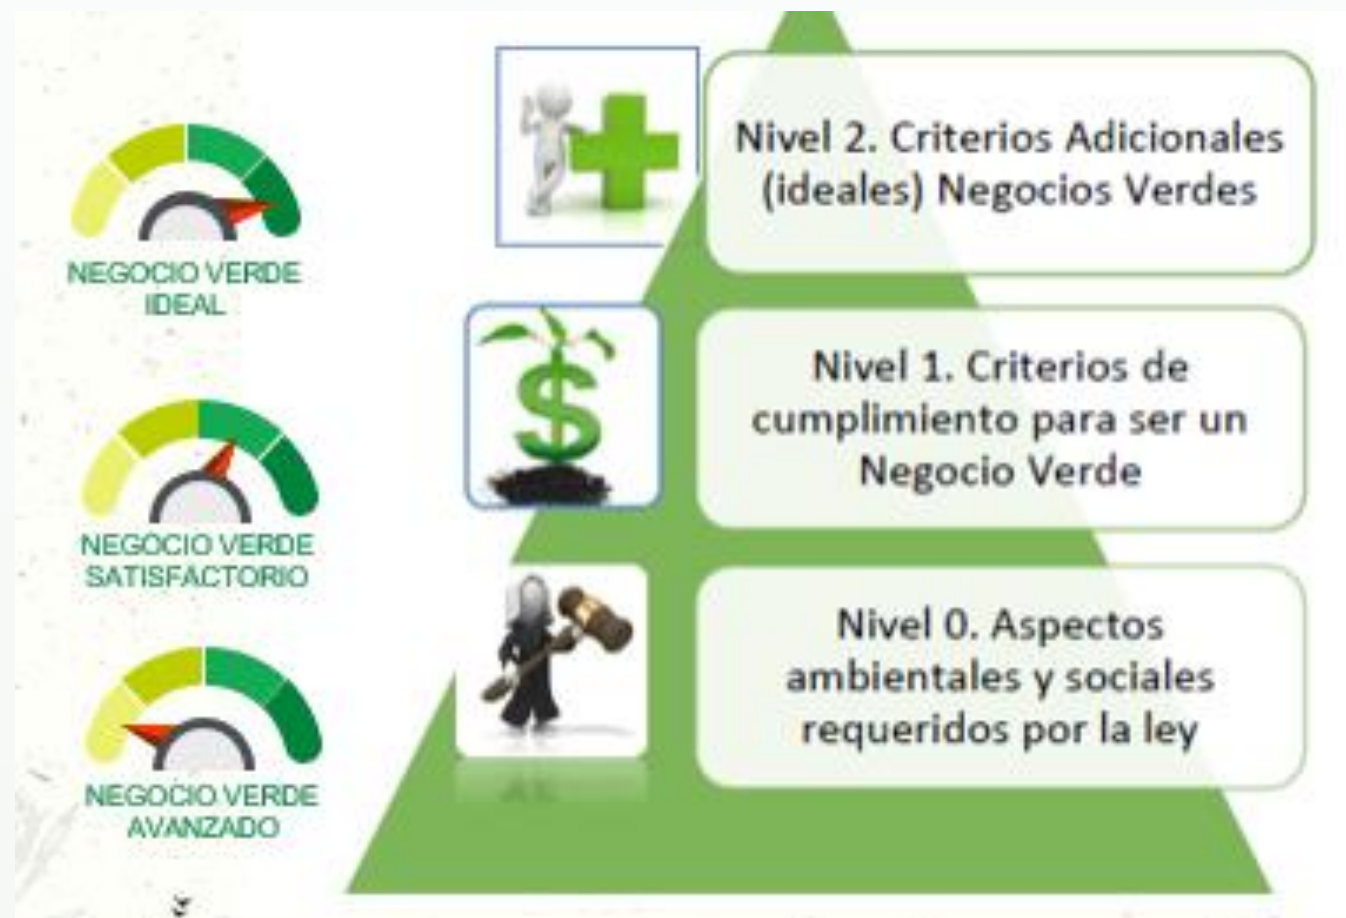 NEGOCIO VERDE
IDEAL
NEGOCIO VERDE
SATISFACTORIO
NEGOCIO VERDE
AVANZADO
Nivel 2. Criterios Adicionales
(ideales) Negocios Verdes
Nivel 1. Criterios de
cumplimiento para ser un
Negocio Verde
Nivel 0. Aspectos
ambientales y sociales
requeridos por la ley
$